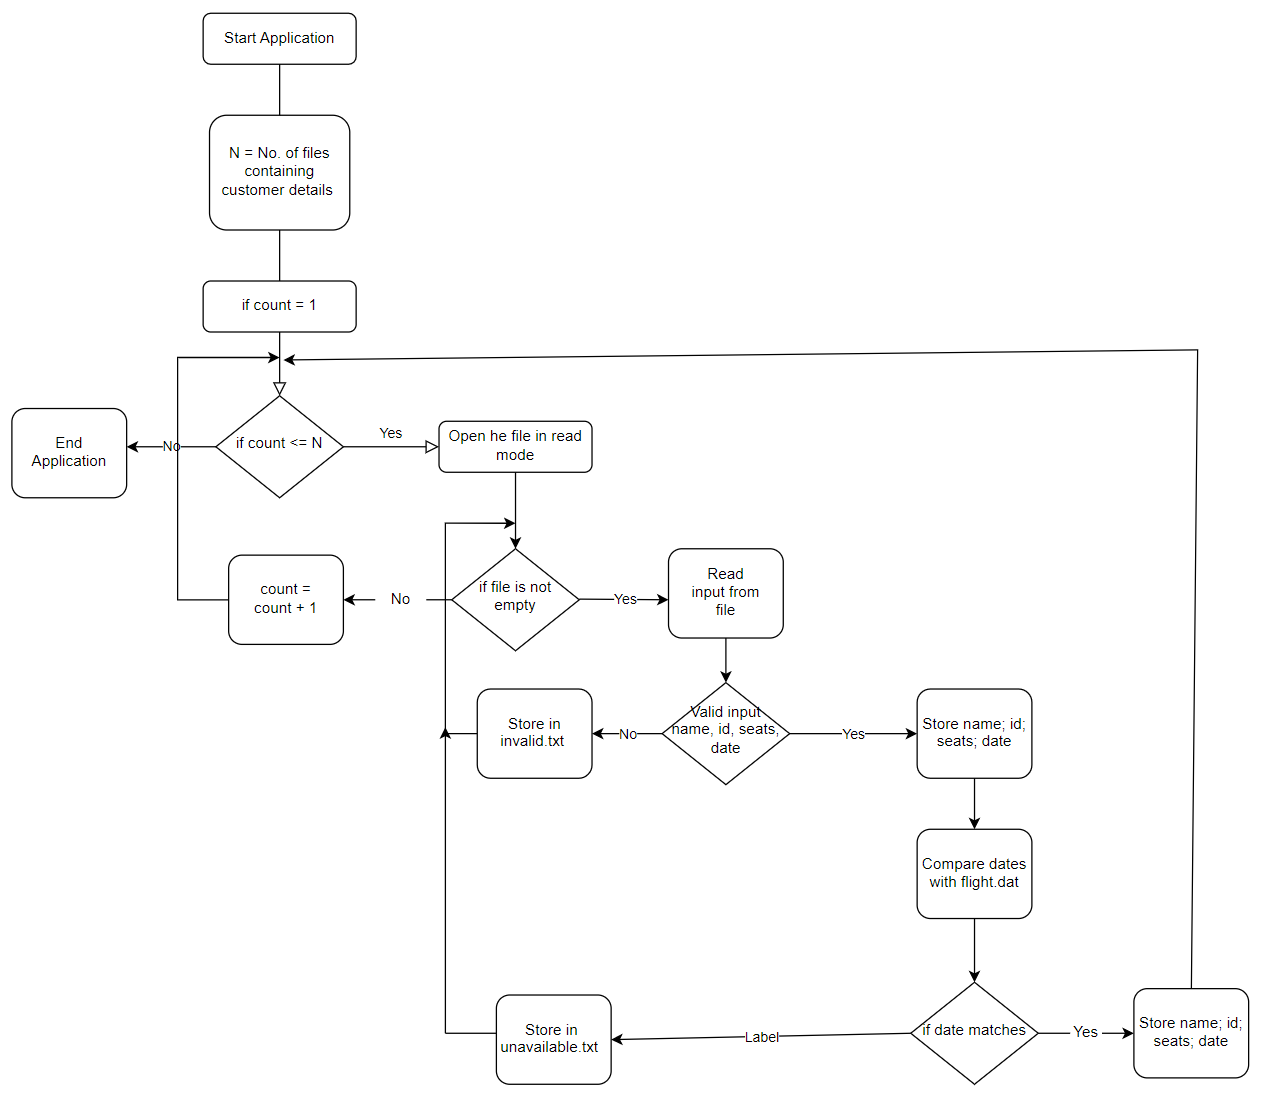 Start Application
N = No. of files
containing
customer details
if count = 1
End
Application
No
if count <= N
Yes
Open he file in read
mode
count =
count + 1
No
if file is not
empty
Yes
Read
input from
file
Store in
invalid.txt
No
Valid input
name, id, seats,
date
Yes
Store name; id;
seats; date
Compare dates
with flight.dat
Store in
unavailable.txt
Label
if date matches
Yes
Store name; id;
seats; date